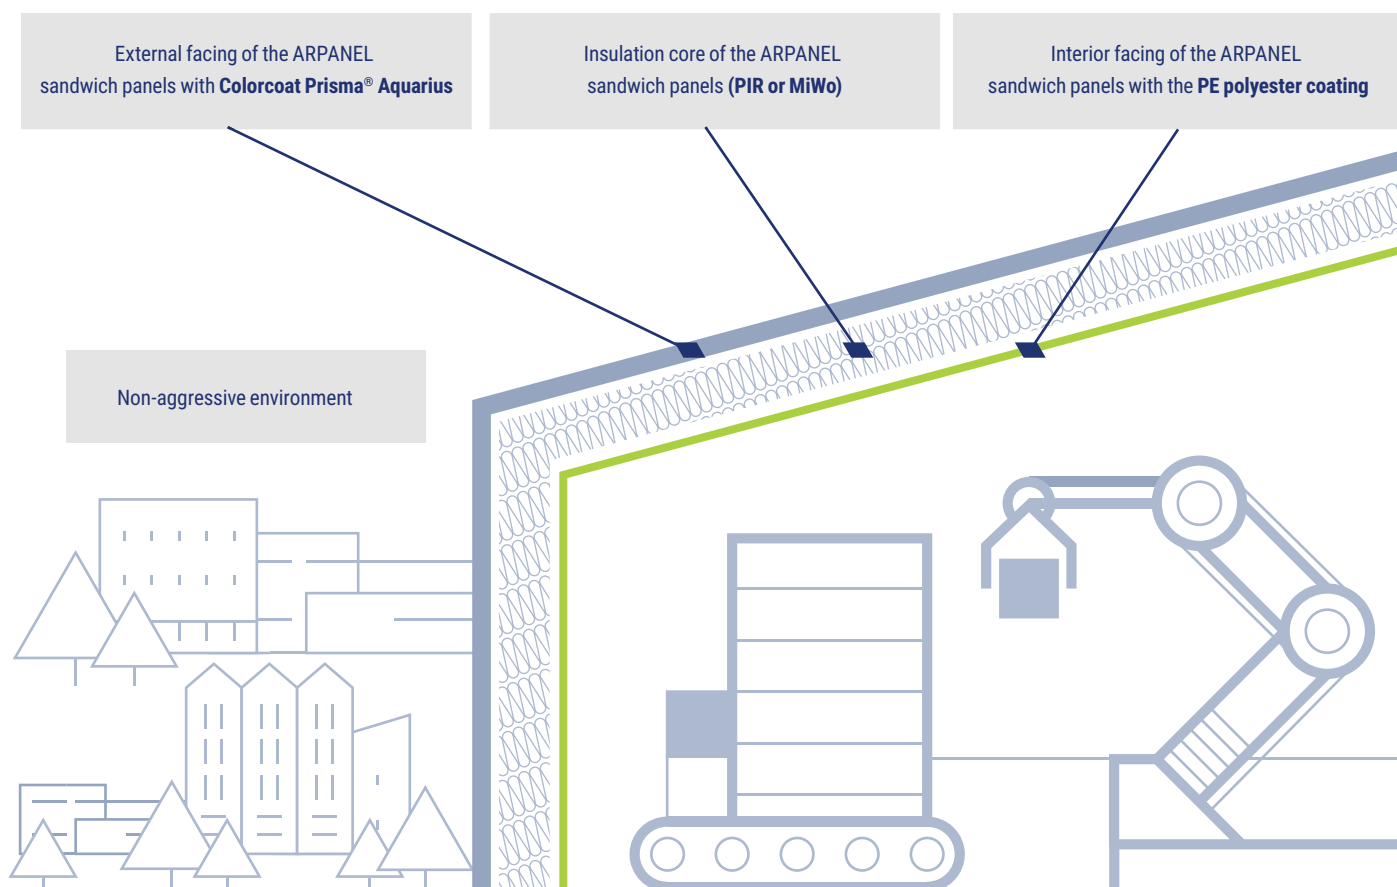 External facing of the ARPANEL
sandwich panels with Colorcoat Prisma® Aquarius
Insulation core of the ARPANEL
sandwich panels (PIR or MiWo)
Interior facing of the ARPANEL
sandwich panels with the PE polyester coating
Non-aggressive environment